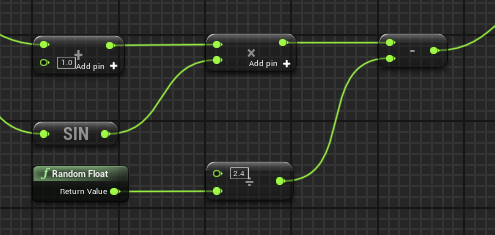 +
1.0
Add pin +
×
Add pin +
-
SIN
f Random Float
Return Value
2.4
÷